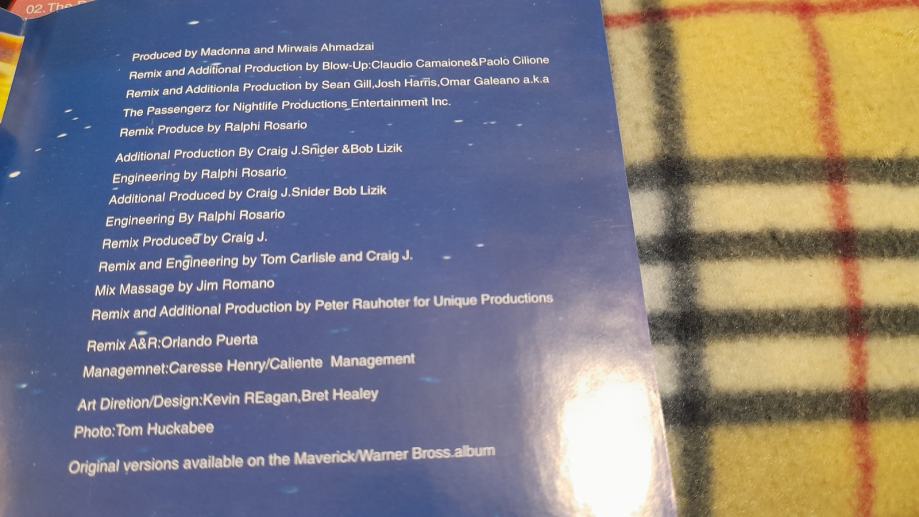 02.The
Produced by Madonna and Mirwais Ahmadzai
Remix and Additional Production by Blow-Up:Claudio Camaione&Paolo Cilione
Remix and Additionla Production by Sean Gill,Josh Harris,Omar Galeano a.k.a
The Passengerz for Nightlife Productions Entertainment Inc.
Remix Produce by Ralphi Rosario
Additional Production By Craig J.Snider &Bob Lizik
Engineering by Ralphi Rosario
Additional Produced by Craig J.Snider Bob Lizik
Engineering By Ralphi Rosario
Remix Produced by Craig J.
Remix and Engineering by Tom Carlisle and Craig J.
Mix Massage by Jim Romano
Remix and Additional Production by Peter Rauhoter for Unique Productions
Remix A&R:Orlando Puerta
Managemnet:Caresse Henry/Caliente Management
Art Diretion/Design:Kevin REagan,Bret Healey
Photo:Tom Huckabee
Original versions available on the Maverick/Warner Bross.album